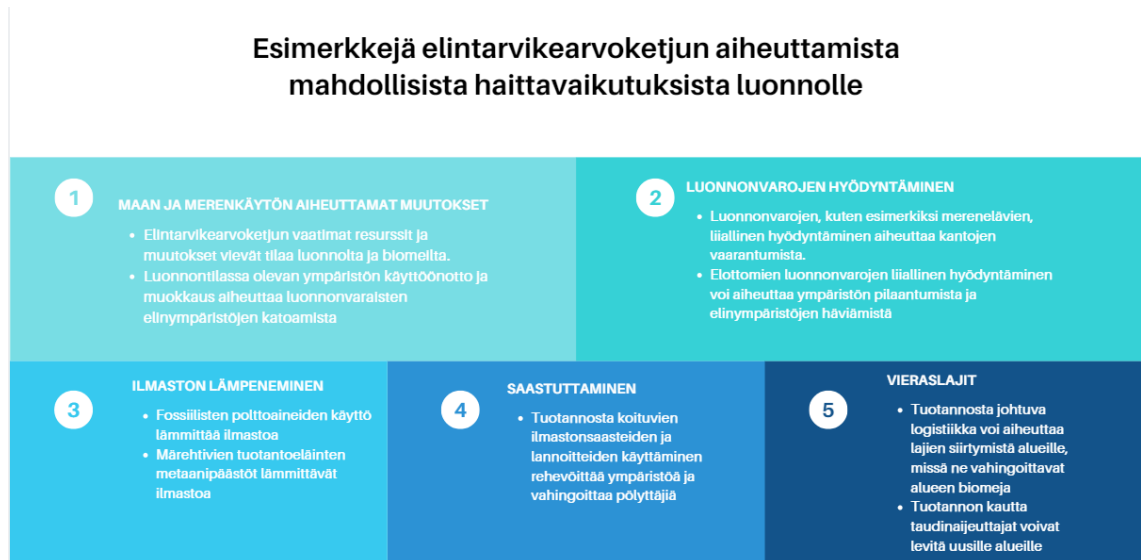 Esimerkkejä elintarvikearvoketjun aiheuttamista
mahdollisista haittavaikutuksista luonnolle
1
MAAN JA MERENKÄYTÖN AIHEUTTAMAT MUUTOKSET
• Elintarvikearvoketjun vaatimat resurssit ja
muutokset vievät tilaa luonnolta ja biomeilta.
• Luonnontilassa olevan ympäristön käyttöönotto ja
muokkaus aiheuttaa luonnonvaraisten
elinympäristöjen katoamista
2
LUONNONVAROJEN HYÖDYNTÄMINEN
• Luonnonvarojen, kuten esimerkiksi merenelävien,
liiallinen hyödyntäminen aiheuttaa kantojen
vaarantumista.
• Elottomien luonnonvarojen liiallinen hyödyntäminen
voi aiheuttaa ympäristön pilaantumista ja
elinympäristöjen häviämistä
3
ILMASTON LÄMPENEMINEN
• Fossiilisten polttoaineiden käyttö
lämmittää ilmastoa
• Märehtivien tuotantoeläinten
metaanipäästöt lämmittävät
ilmastoa
4
SAASTUTTAMINEN
• Tuotannosta koituvien
ilmastonsaasteiden ja
lannoitteiden käyttäminen
rehevöittää ympäristöä ja
vahingoittaa pölyttäjiä
5
VIERASLAJIT
• Tuotannosta johtuva
logistiikka voi aiheuttaa
lajien siirtymistä alueille,
missä ne vahingoittavat
alueen biomeja
• Tuotannon kautta
taudinaijeuttajat voivat
levitä uusille alueille